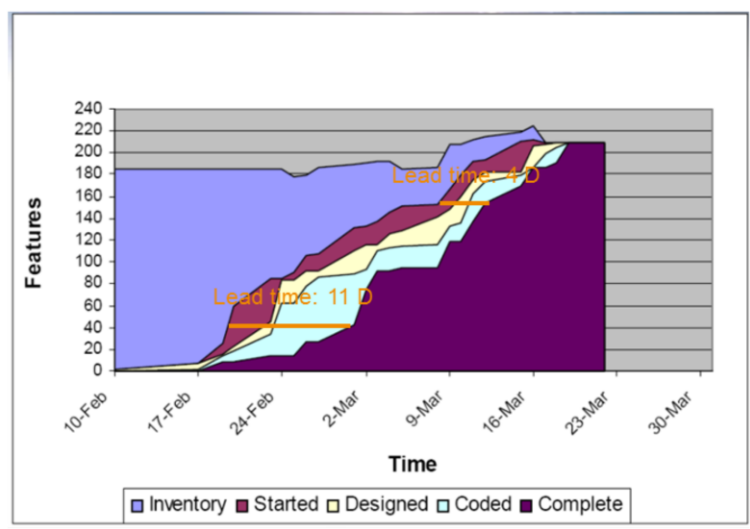 240
220
200
180
160
140
120
100
80
60
40
20
0
Features
Lead time: 4 D
Lead time: 11 D
10-Feb
17-Feb
24-Feb
2-Mar
9-Mar
16-Mar
23-Mar
30-Mar
Time
Inventory Started Designed Coded Complete